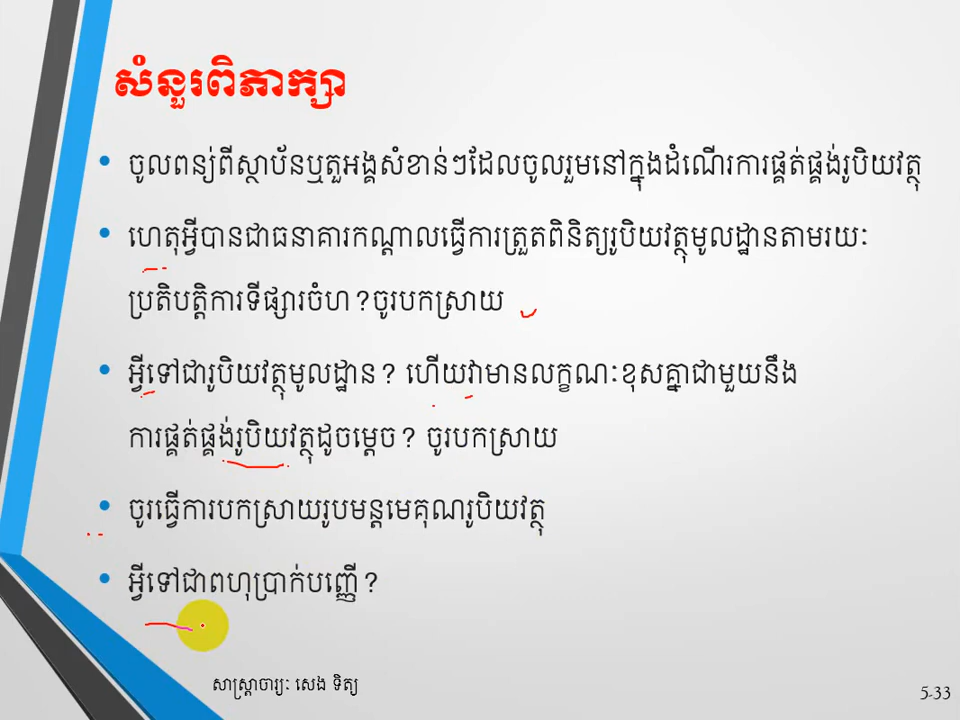 សំនួរពិភាក្សា
• ចូលពន្យ់ពីស្ថាប័នឬតួអង្គសំខាន់ៗដែលចូលរួមនៅក្នុងដំណើរការផ្គត់ផ្គង់រូបិយវត្ថុ
• ហេតុអ្វីបានជាធនាគារកណ្ដាលធ្វើការត្រួតពិនិត្យរូបិយវត្ថុមូលដ្ឋានតាមរយៈ
ប្រតិបត្តិការទីផ្សារចំហ?ចូរបកស្រាយ
• អ្វីទៅជារូបិយវត្ថុមូលដ្ឋាន? ហើយវាមានលក្ខណៈខុសគ្នាជាមួយនឹង
ការផ្គត់ផ្គង់រូបិយវត្ថុដូចម្ដេច? ចូរបកស្រាយ
• ចូរធ្វើការបកស្រាយរូបមន្តមេគុណរូបិយវត្ថុ
• អ្វីទៅជាពហុប្រាក់បញ្ញើ?
សាស្ត្រាចារ្យៈ សេង ទិត្យ
5-33